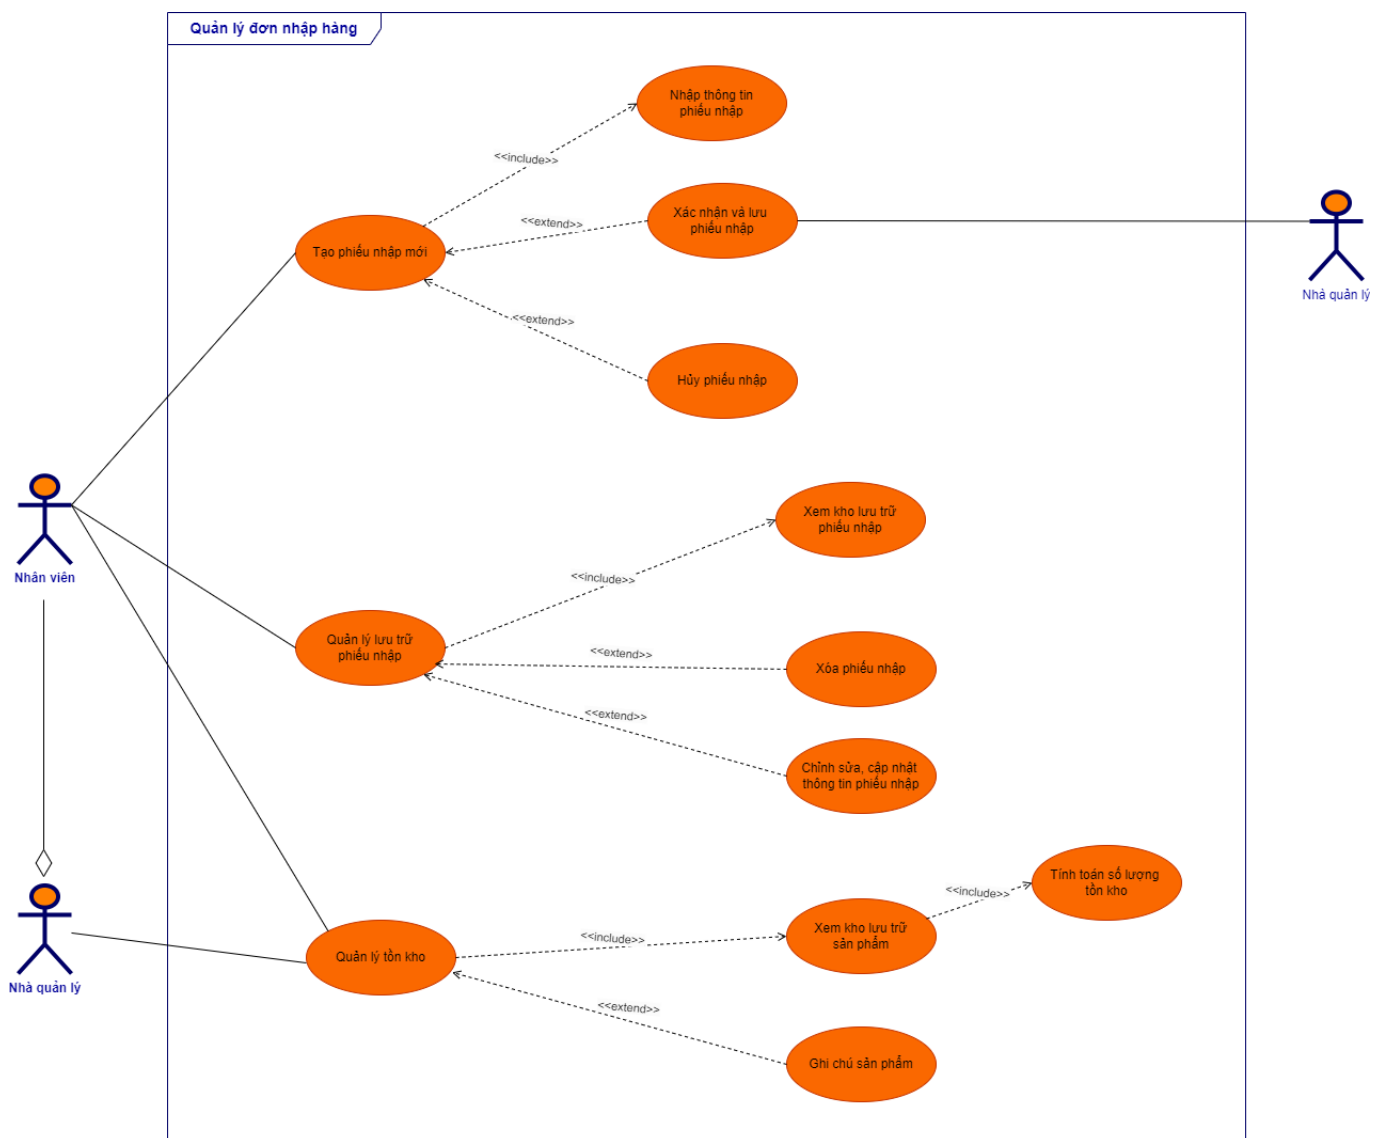 Quản lý đơn nhập hàng
Nhập thông tin
phiếu nhập
<<include>>
Xác nhận và lưu
phiếu nhập
<<extend>>
Tạo phiếu nhập mới
Nhà quản lý
<<extend>>
Hủy phiếu nhập
Nhân viên
Xem kho lưu trữ
phiếu nhập
<<include>>
Quản lý lưu trữ
phiếu nhập
<<extend>>
Xóa phiếu nhập
<<extend>>
Chỉnh sửa, cập nhật
thông tin phiếu nhập
Tính toán số lượng
tồn kho
<<include>>
Xem kho lưu trữ
sản phẩm
<<include>>
Quản lý tồn kho
Nhà quản lý
<<extend>>
Ghi chú sản phẩm